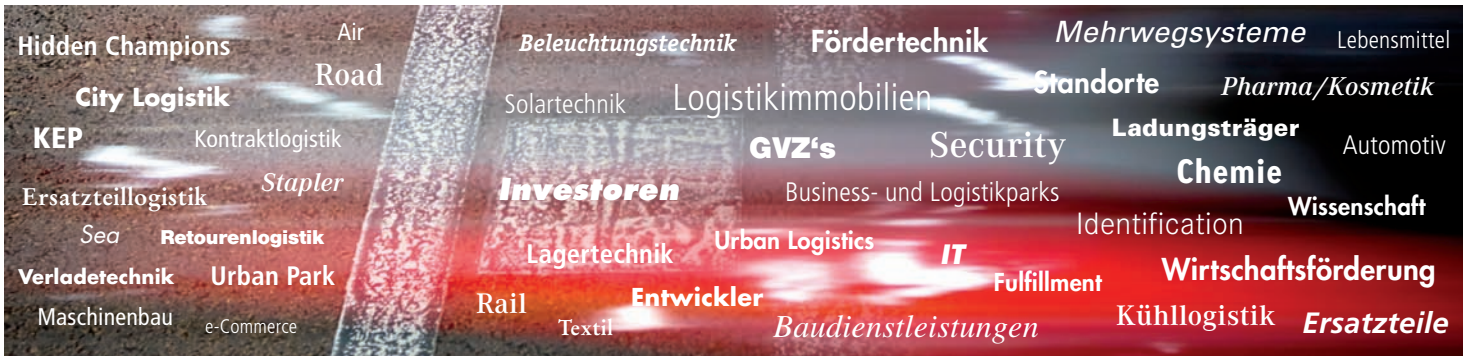 Hidden Champions
Air
Road
City Logistik
KEP
Kontraktlogistik
Ersatzteillogistik
Stapler
Sea
Retourenlogistik
Verladetechnik
Urban Park
Maschinenbau
e-Commerce
Beleuchtungstechnik
Fördertechnik
Solartechnik
Logistikimmobilien
GVZ‘s
Security
Investoren
Business- und Logistikparks
Lagertechnik
Urban Logistics
IT
Fulfillment
Rail
Entwickler
Textil
Baudienstleistungen
Mehrwegsysteme
Lebensmittel
Standorte
Pharma/Kosmetik
Ladungsträger
Automotiv
Chemie
Wissenschaft
Identification
Wirtschaftsförderung
Kühllogistik
Ersatzteile